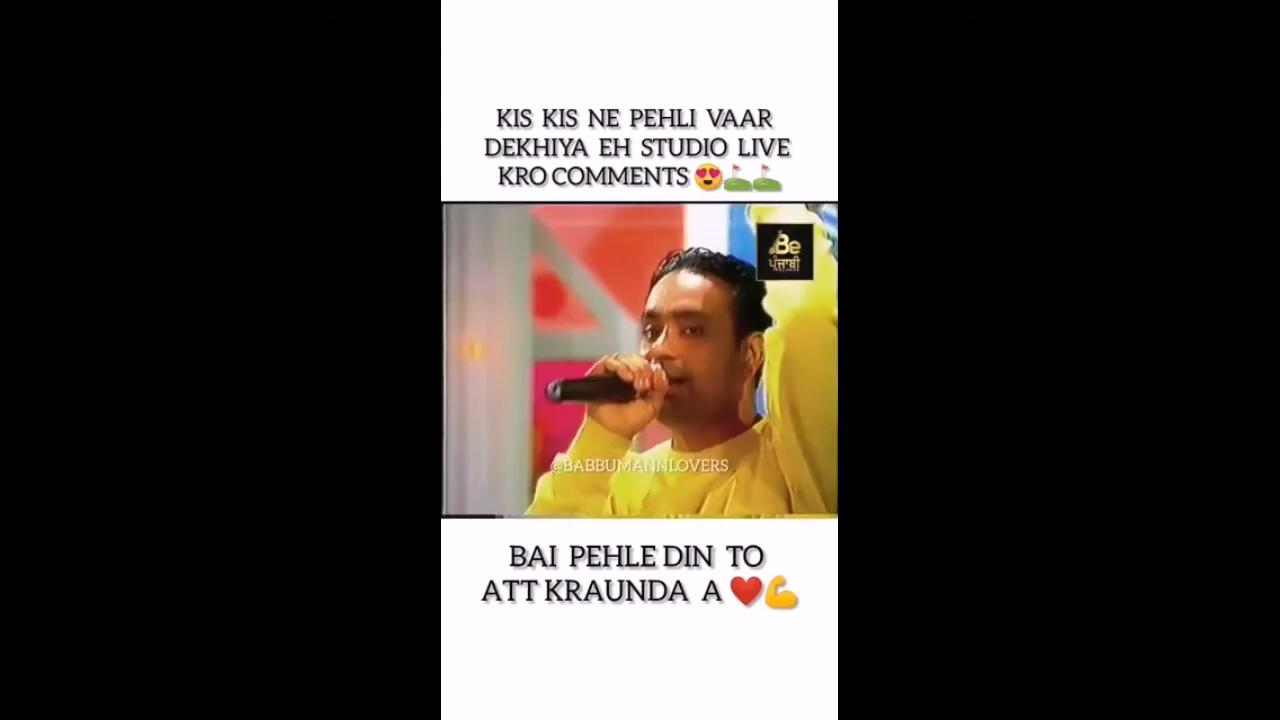 KIS KIS NE PEHLI VAAR
DEKHIYA EH STUDIO LIVE
KRO COMMENTS 😍⛳⛳
Be
ਪੰਜਾਬੀ
@BABBUMANNLOVERS
BAI PEHLE DIN TO
ATT KRAUNDA A ❤️💪